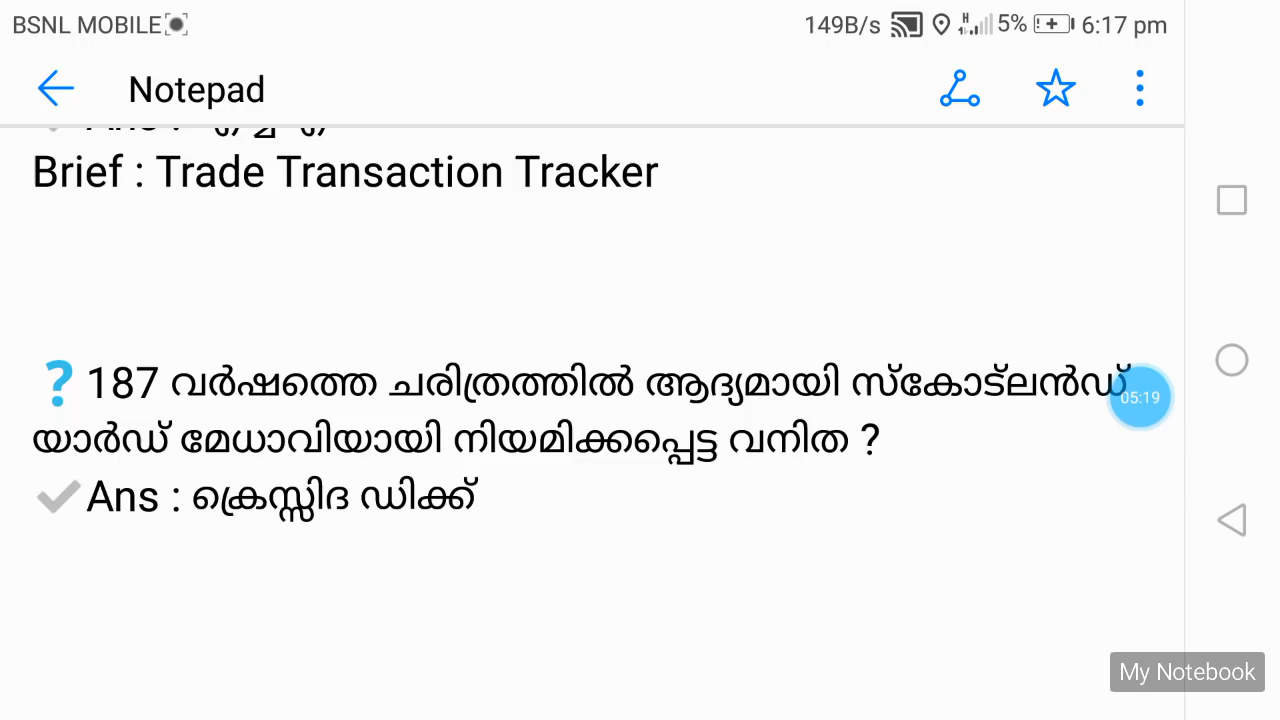 BSNL MOBILE 149B/s 5% 6:17 pm
Notepad
Ans :
Brief : Trade Transaction Tracker
❓187 വർഷത്തെ ചരിത്രത്തിൽ ആദ്യമായി സ്കോട്ലൻഡ്
യാർഡ് മേധാവിയായി നിയമിക്കപ്പെട്ട വനിത ?
05:19
✔Ans : ക്രെസ്സിദ ഡിക്ക്
My Notebook